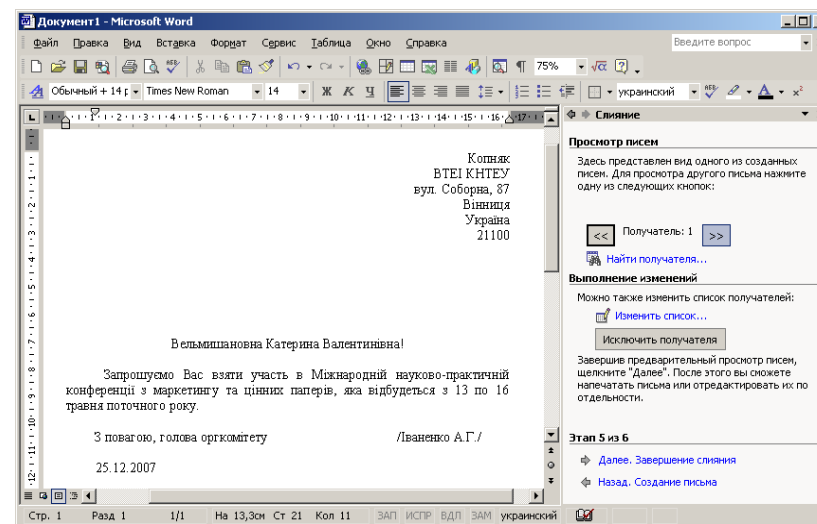 Документ1 - Microsoft Word
Файл Правка Вид Вставка Формат Сервис Таблица Окно Справка
Введите вопрос
75%
Обычный + 14 г Times New Roman 14 Ж К Ч украинский
Слияние
Просмотр писем
Здесь представлен вид одного из созданных
писем. Для просмотра другого письма нажмите
одну из следующих кнопок:
<< Получатель: 1 >>
Найти получателя...
Выполнение изменений
Можно также изменить список получателей:
Изменить список...
Исключить получателя
Завершив предварительный просмотр писем,
щелкните "Далее". После этого вы сможете
напечатать письма или отредактировать их по
отдельности.
Этап 5 из 6
Далее. Завершение слияния
Назад. Создание письма
Копняк
ВТЕІ КНТЕУ
вул. Соборна, 87
Вінниця
Україна
21100
Вельмишановна Катерина Валентинівна!
Запрошуємо Вас взяти участь в Міжнародній науково-практичній
конференції з маркетингу та цінних паперів, яка відбудеться з 13 по 16
травня поточного року.
З повагою, голова оргкомітету /Іваненко А.Г./
25.12.2007
Стр. 1 Разд 1 1/1 На 13,3см Ст 21 Кол 11 ЗАП ИСПР ВДЛ ЗАМ украинский